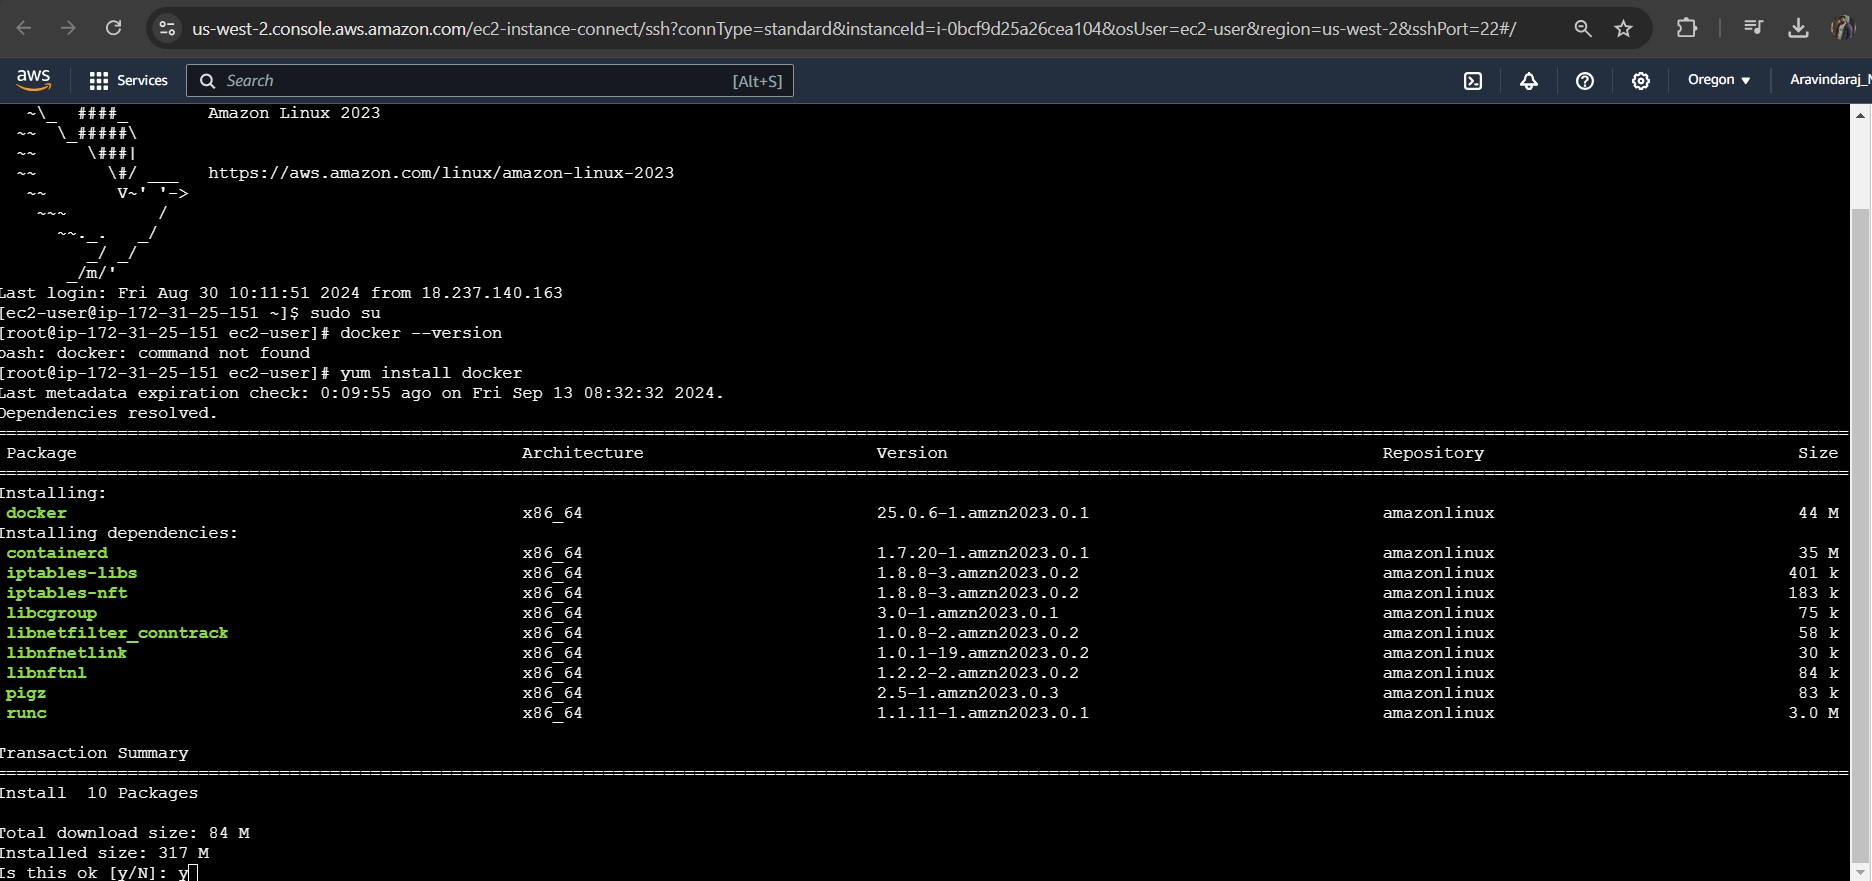 us-west-2.console.aws.amazon.com/ec2-instance-connect/ssh?connType=standard&instanceId=i-0bcf9d25a26cea104&osUser=ec2-user&region=us-west-2&sshPort=22#/
aws Services Search [Alt+S] Oregon Aravindaraj_
~\_ ####_ Amazon Linux 2023
~~ \_#####\
~~ \###|
~~ \#/ ___ https://aws.amazon.com/linux/amazon-linux-2023
~~ V~' '->
~~~ /
~~._. _/
_/ _/
_/m/'
Last login: Fri Aug 30 10:11:51 2024 from 18.237.140.163
[ec2-user@ip-172-31-25-151 ~]$ sudo su
[root@ip-172-31-25-151 ec2-user]# docker --version
bash: docker: command not found
[root@ip-172-31-25-151 ec2-user]# yum install docker
Last metadata expiration check: 0:09:55 ago on Fri Sep 13 08:32:32 2024.
Dependencies resolved.
Package Architecture Version Repository Size
Installing:
docker x86_64 25.0.6-1.amzn2023.0.1 amazonlinux 44 M
Installing dependencies:
containerd x86_64 1.7.20-1.amzn2023.0.1 amazonlinux 35 M
iptables-libs x86_64 1.8.8-3.amzn2023.0.2 amazonlinux 401 k
iptables-nft x86_64 1.8.8-3.amzn2023.0.2 amazonlinux 183 k
libcgroup x86_64 3.0-1.amzn2023.0.1 amazonlinux 75 k
libnetfilter_conntrack x86_64 1.0.8-2.amzn2023.0.2 amazonlinux 58 k
libnfnetlink x86_64 1.0.1-19.amzn2023.0.2 amazonlinux 30 k
libnftnl x86_64 1.2.2-2.amzn2023.0.2 amazonlinux 84 k
pigz x86_64 2.5-1.amzn2023.0.3 amazonlinux 83 k
runc x86_64 1.1.11-1.amzn2023.0.1 amazonlinux 3.0 M
Transaction Summary
Install 10 Packages
Total download size: 84 M
Installed size: 317 M
Is this ok [y/N]: y